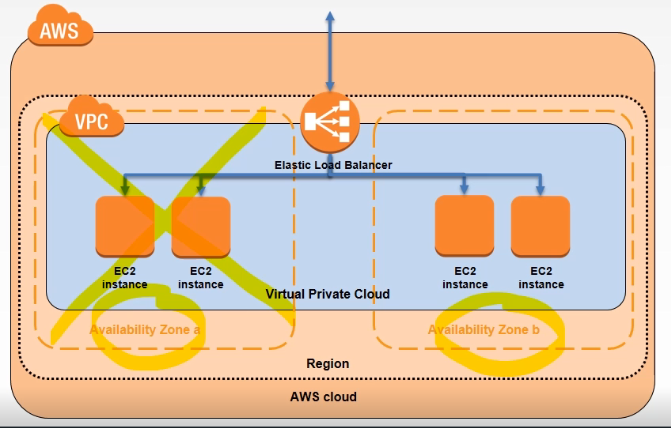 AWS
VPC
Elastic Load Balancer
EC2
instance
EC2
instance
EC2
instance
EC2
instance
Virtual Private Cloud
Availability Zone a
Availability Zone b
Region
AWS cloud